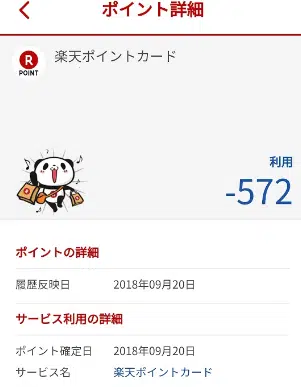 ポイント詳細
R
POINT
楽天ポイントカード
利用
-572
ポイントの詳細
履歴反映日 2018年09月20日
サービス利用の詳細
ポイント確定日 2018年09月20日
サービス名 楽天ポイントカード